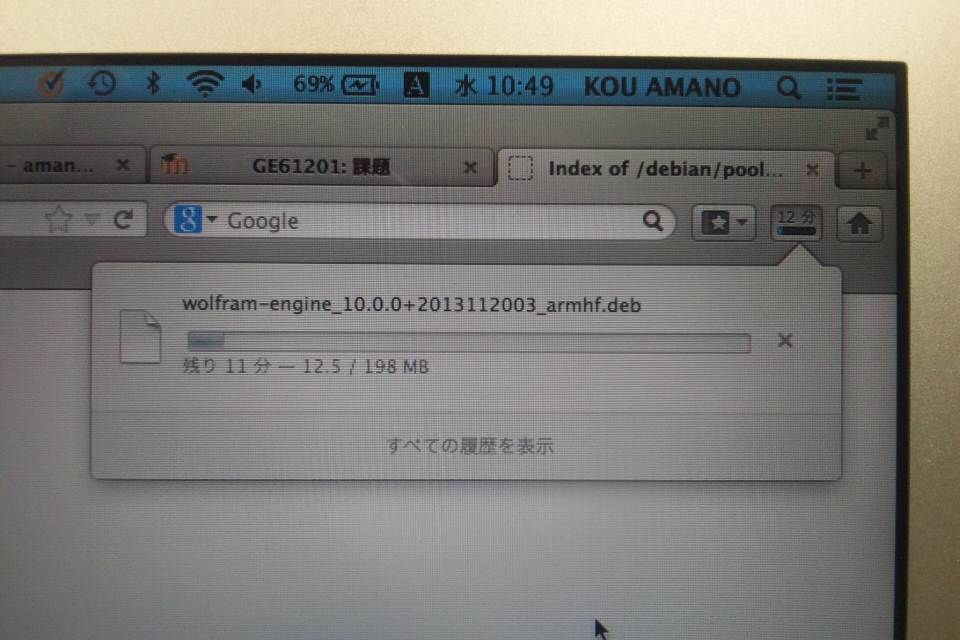 69% A 水 10:49 KOU AMANO
- aman... GE61201: 課題 Index of /debian/pool...
8 Google 12 分
wolfram-engine_10.0.0+2013112003_armhf.deb
残り 11 分 — 12.5 / 198 MB
すべての履歴を表示